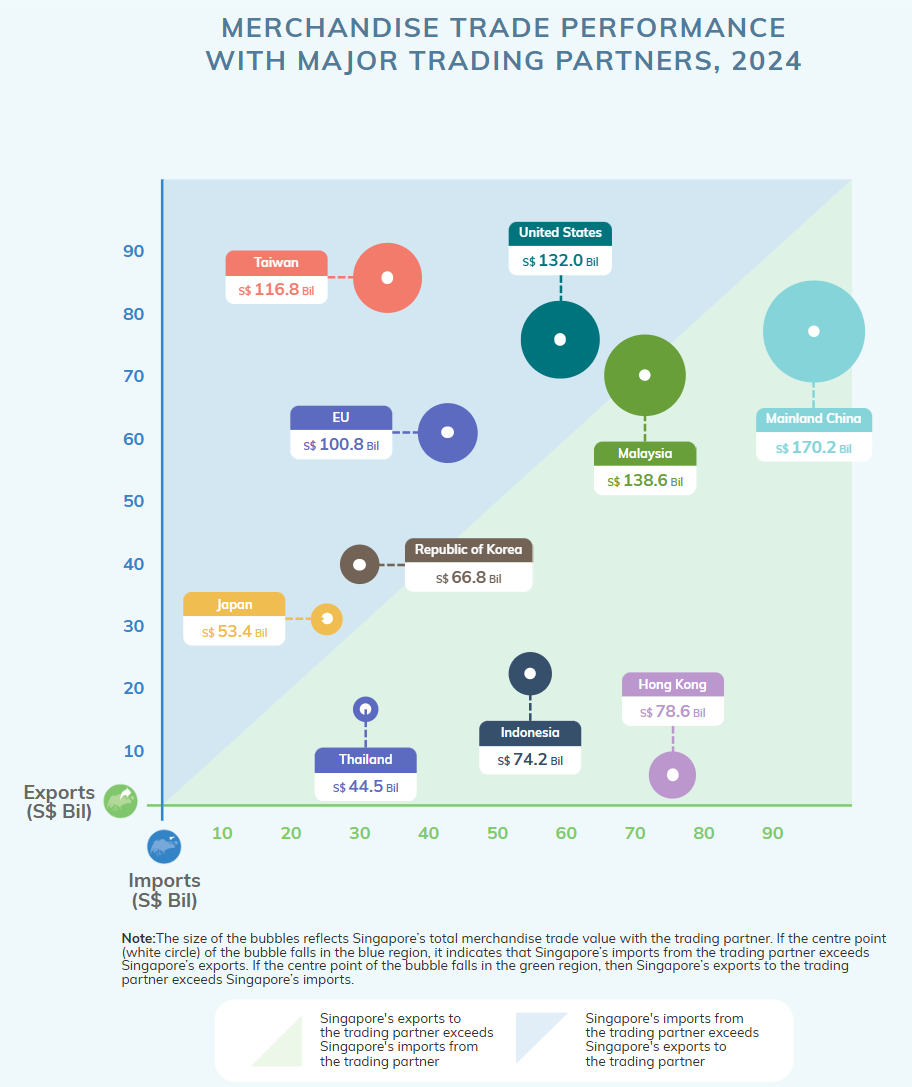 MERCHANDISE TRADE PERFORMANCE
WITH MAJOR TRADING PARTNERS, 2024
90
80
70
60
50
40
30
20
10
Taiwan
S$ 116.8 Bil
United States
S$ 132.0 Bil
EU
S$ 100.8 Bil
Malaysia
S$ 138.6 Bil
Mainland China
S$ 170.2 Bil
Republic of Korea
S$ 66.8 Bil
Japan
S$ 53.4 Bil
Thailand
S$ 44.5 Bil
Indonesia
S$ 74.2 Bil
Hong Kong
S$ 78.6 Bil
Exports
(S$ Bil)
10 20 30 40 50 60 70 80 90
Imports
(S$ Bil)
Note:The size of the bubbles reflects Singapore's total merchandise trade value with the trading partner. If the centre point
(white circle) of the bubble falls in the blue region, it indicates that Singapore's imports from the trading partner exceeds
Singapore's exports. If the centre point of the bubble falls in the green region, then Singapore's exports to the trading
partner exceeds Singapore's imports.
Singapore's exports to
the trading partner exceeds
Singapore's imports from
the trading partner
Singapore's imports from
the trading partner exceeds
Singapore's exports to
the trading partner